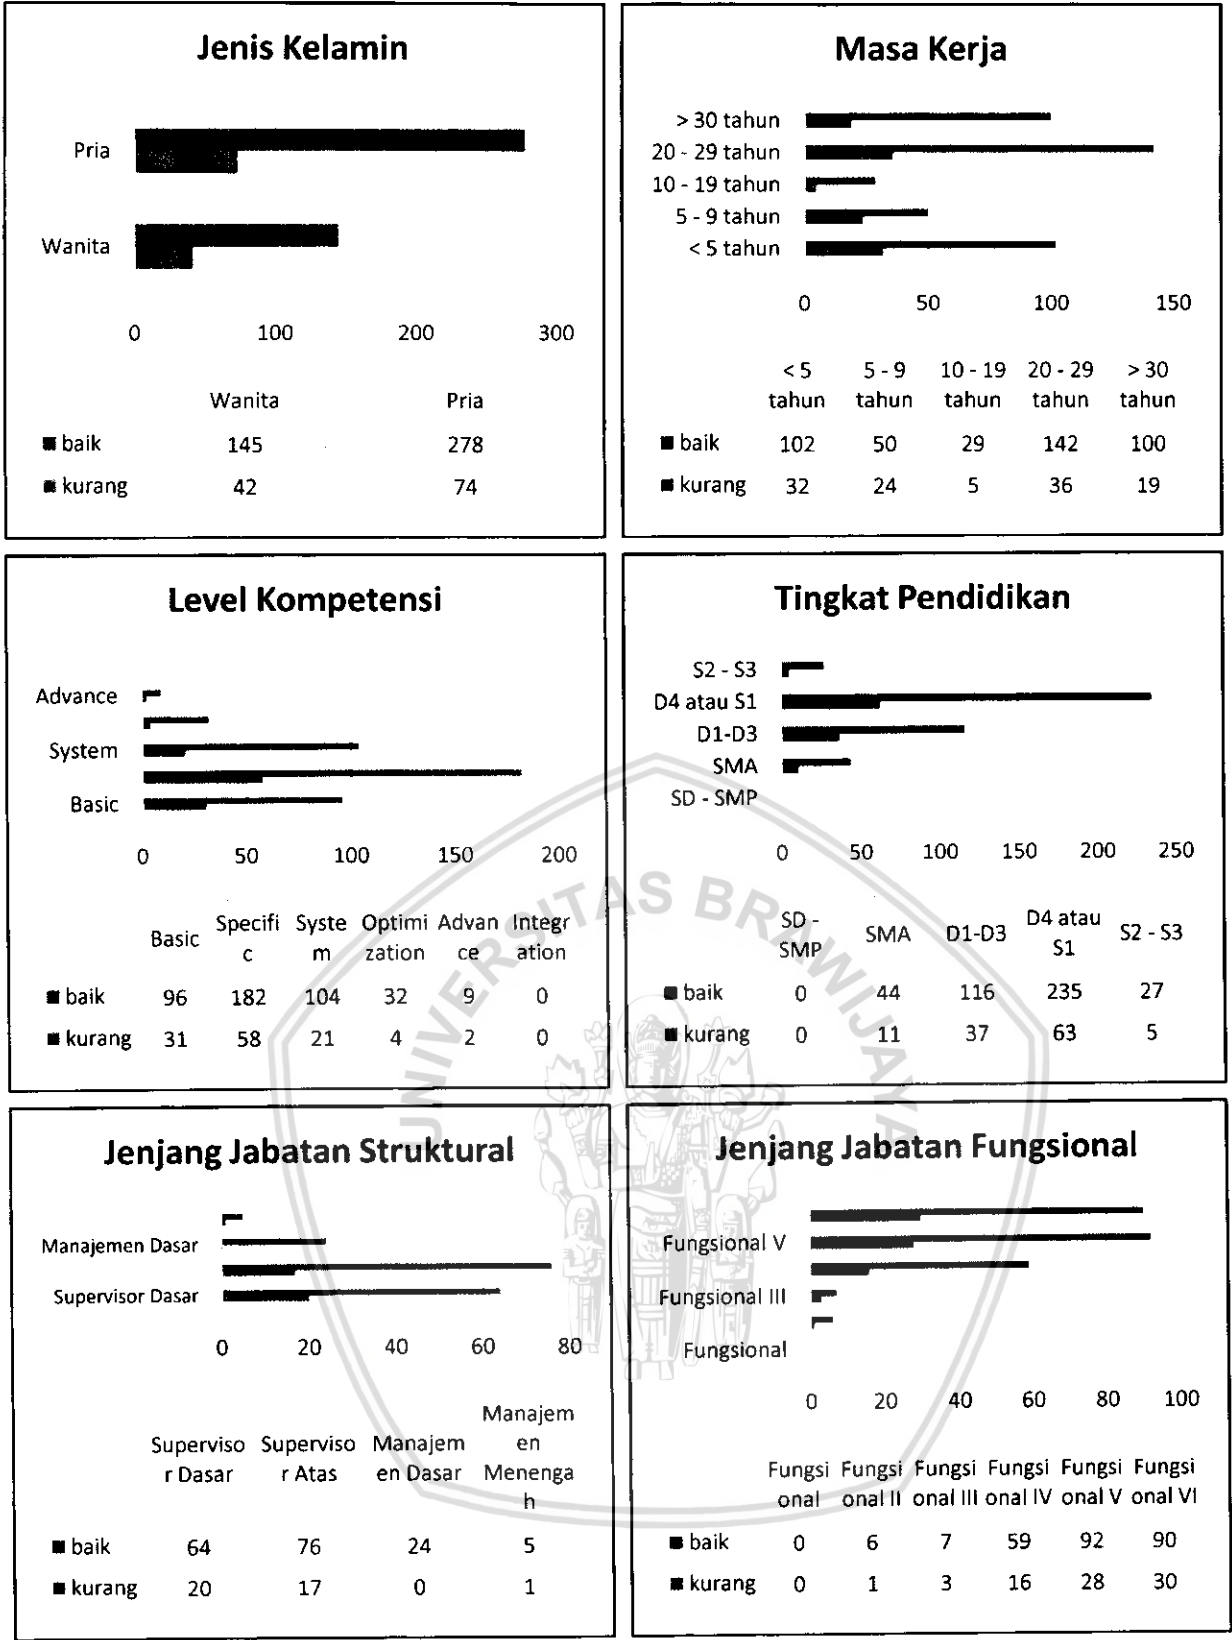 Jenis Kelamin
Pria
Wanita
0 100 200 300
Wanita Pria
baik 145 278
kurang 42 74
Masa Kerja
> 30 tahun
20 - 29 tahun
10 - 19 tahun
5 - 9 tahun
< 5 tahun
0 50 100 150
< 5 5 - 9 10 - 19 20 - 29 > 30
tahun tahun tahun tahun tahun
baik 102 50 29 142 100
kurang 32 24 5 36 19
Level Kompetensi
Advance
System
Basic
0 50 100 150 200
Basic Specifi Syste Optimi Advan Integr
c m zation ce ation
baik 96 182 104 32 9 0
kurang 31 58 21 4 2 0
Tingkat Pendidikan
S2 - S3
D4 atau S1
D1-D3
SMA
SD - SMP
0 50 100 150 200 250
SD - SMA D1-D3 D4 atau S2 - S3
SMP S1
baik 0 44 116 235 27
kurang 0 11 37 63 5
Jenjang Jabatan Struktural
Manajemen Dasar
Supervisor Dasar
0 20 40 60 80
Manajem
Superviso Superviso Manajem en
r Dasar r Atas en Dasar Menenga
h
baik 64 76 24 5
kurang 20 17 0 1
Jenjang Jabatan Fungsional
Fungsional V
Fungsional III
Fungsional
0 20 40 60 80 100
Fungsi Fungsi Fungsi Fungsi Fungsi Fungsi
onal onal II onal III onal IV onal V onal VI
baik 0 6 7 59 92 90
kurang 0 1 3 16 28 30
UNIVERSITAS BRAWIJAYA